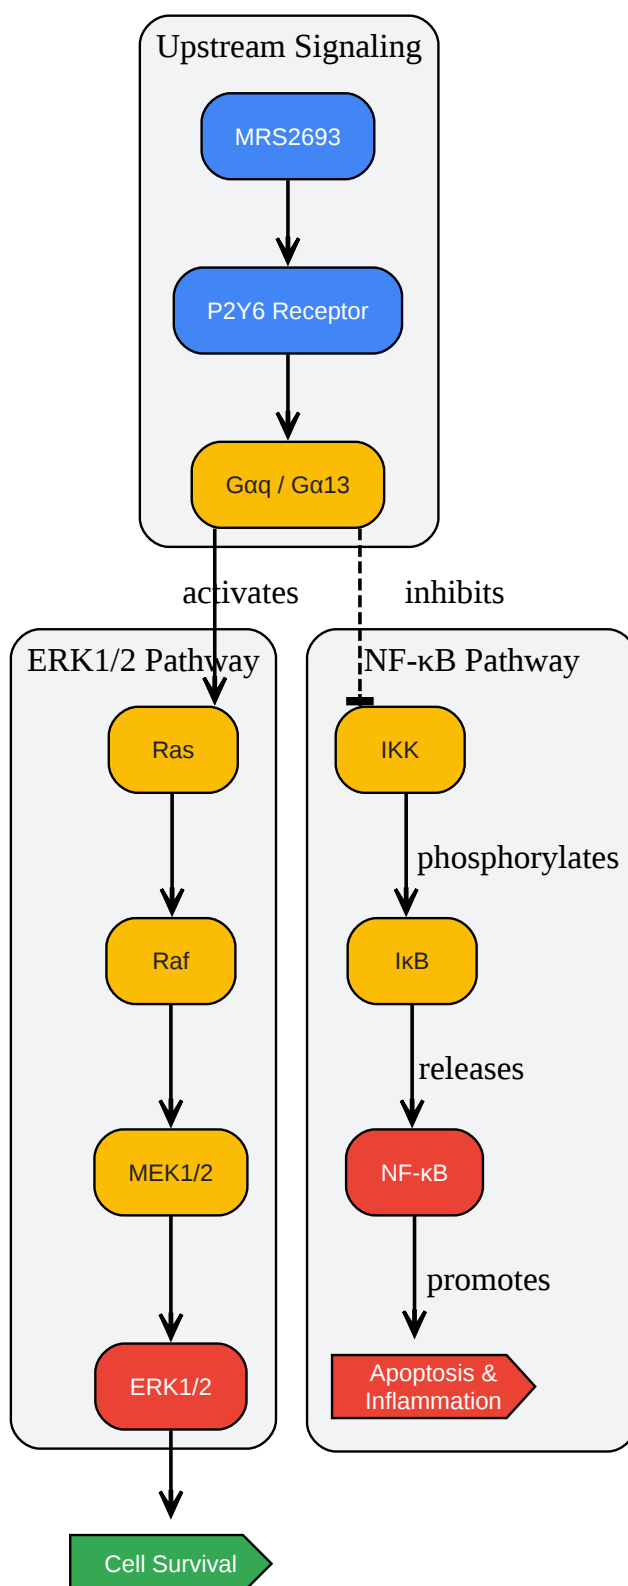 Upstream Signaling
MRS2693
P2Y6 Receptor
Gαq / Gα13
activates
inhibits
ERK1/2 Pathway
NF-κB Pathway
Ras
IKK
phosphorylates
Raf
IκB
releases
MEK1/2
NF-κB
promotes
ERK1/2
Apoptosis &
Inflammation
Cell Survival